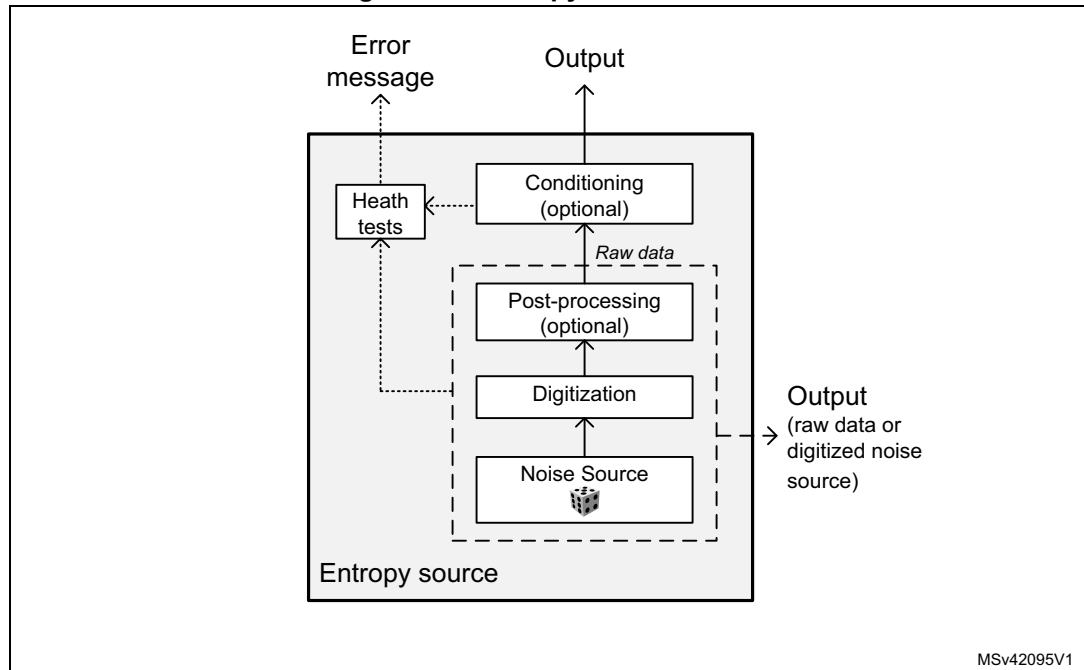 Error
message
Output
Conditioning
(optional)
Heath
tests
Raw data
Post-processing
(optional)
Digitization
Output
(raw data or
digitized noise
source)
Noise Source
Entropy source
MSv42095V1